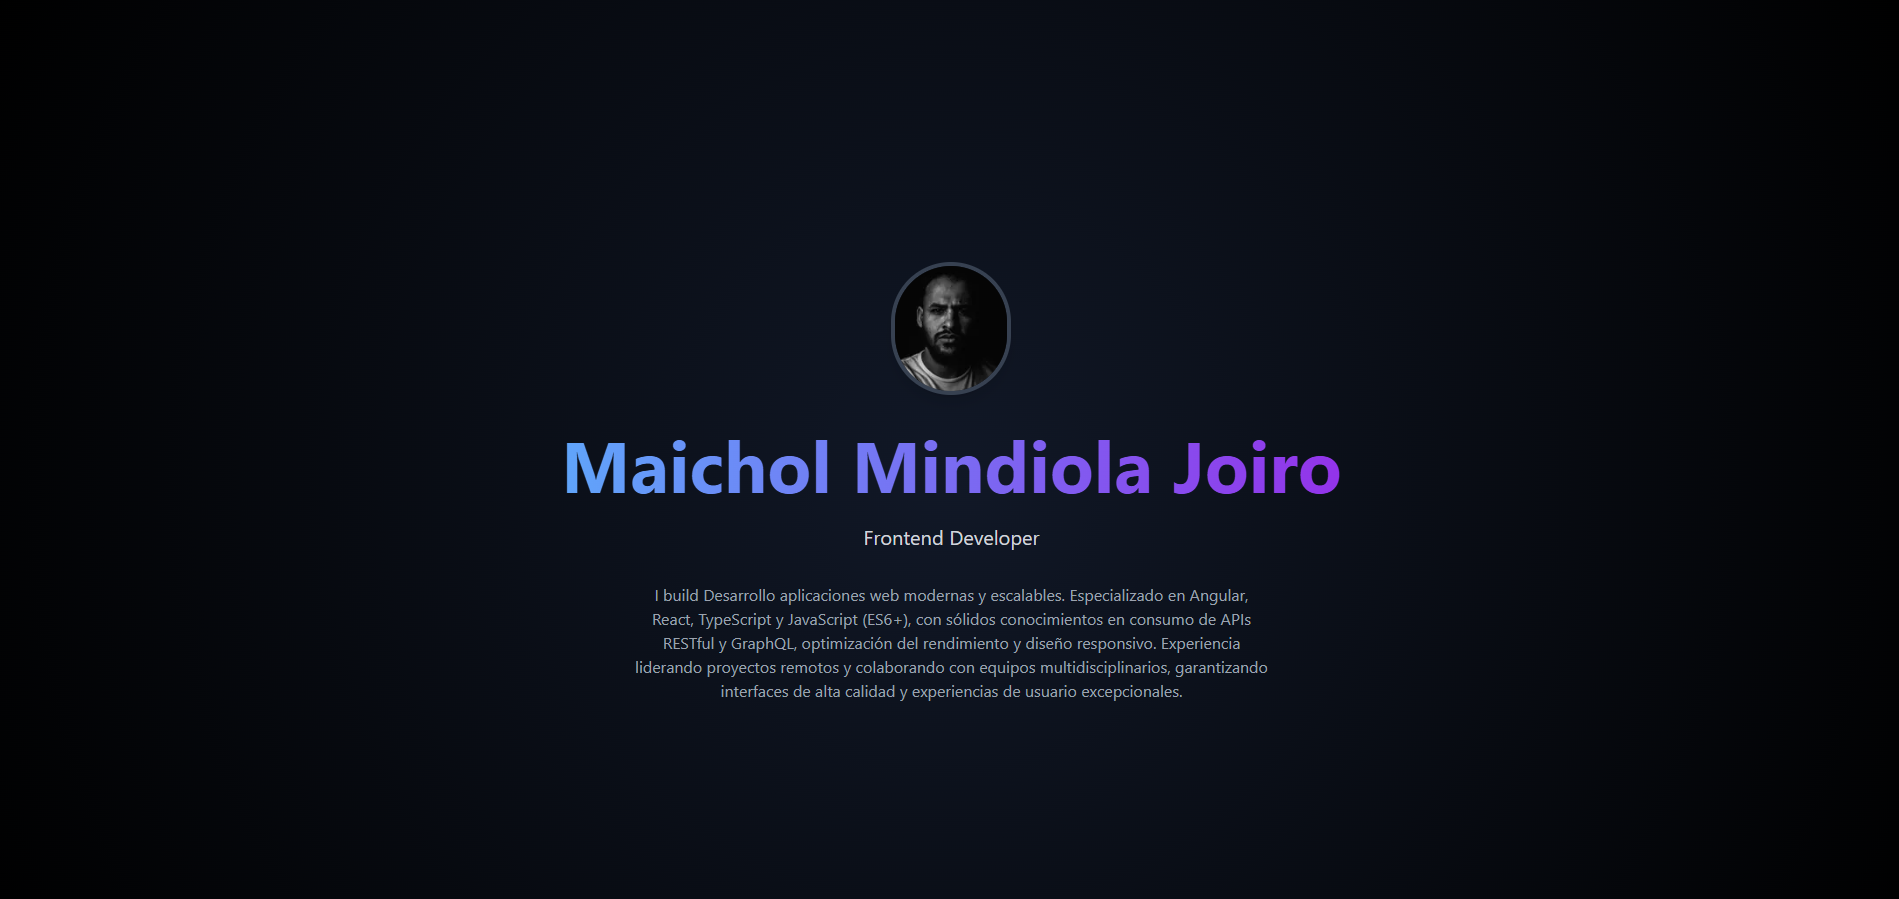 Maichol Mindiola Joiro
Frontend Developer
I build Desarrollo aplicaciones web modernas y escalables. Especializado en Angular,
React, TypeScript y JavaScript (ES6+), con sólidos conocimientos en consumo de APIs
RESTful y GraphQL, optimización del rendimiento y diseño responsivo. Experiencia
liderando proyectos remotos y colaborando con equipos multidisciplinarios, garantizando
interfaces de alta calidad y experiencias de usuario excepcionales.